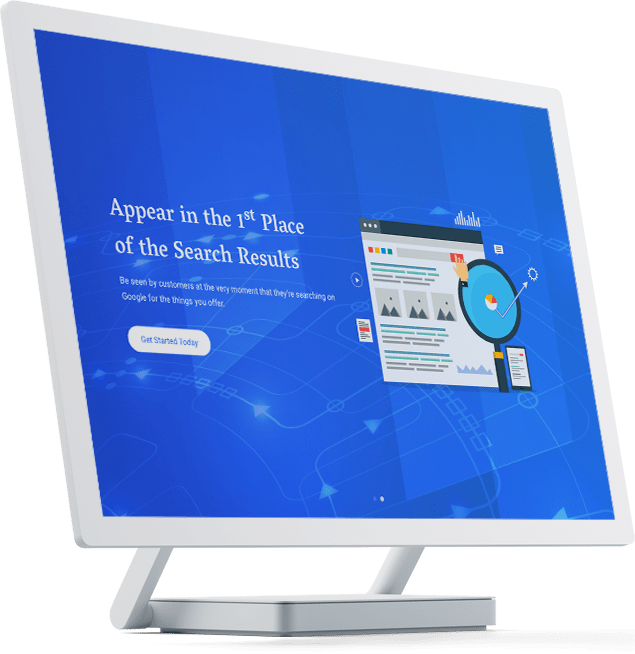 Appear in the 1st Place
of the Search Results
Be seen by customers at the very moment that they're searching on
Google for the things you offer.
Get Started Today